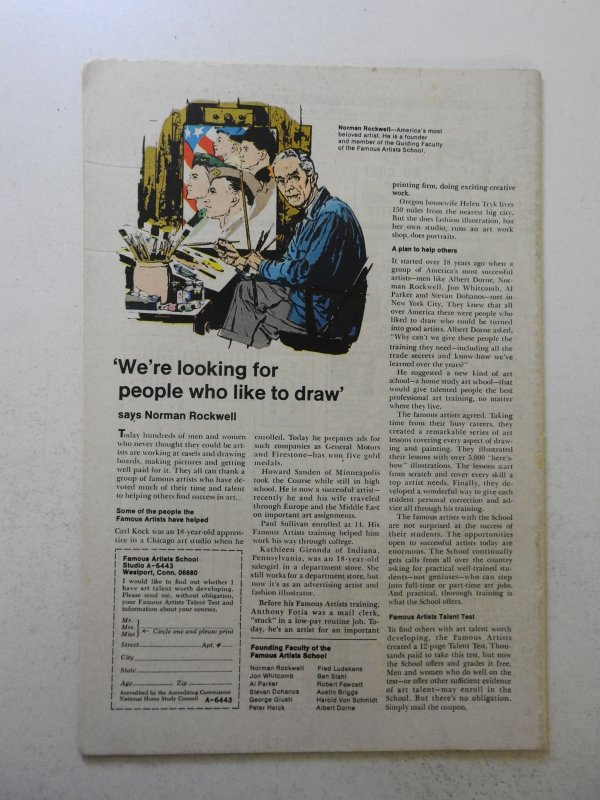 Norman Rockwell—America's most
beloved artist. He is a founder
and member of the Guiding Faculty
of the Famous Artists School.
'We're looking for
people who like to draw'
says Norman Rockwell
Today hundreds of men and women
who never thought they could be art-
ists are working at easels and drawing
boards, making pictures and getting
well paid for it. They all can thank a
group of famous artists who have de-
voted much of their time and talent
to helping others find success in art.
Some of the people the
Famous Artists have helped
Carl Kock was an 18-year-old appren-
tice in a Chicago art studio when he
enrolled. Today he prepares ads for
such companies as General Motors
and Firestone—has won five gold
medals.
Howard Sanden of Minneapolis
took the Course while still in high
school. He is now a successful artist—
recently he and his wife traveled
through Europe and the Middle East
on important art assignments.
Paul Sullivan enrolled at 14. His
Famous Artists training helped him
work his way through college.
Kathleen Gironda of Indiana,
Pennsylvania, was an 18-year-old
salesgirl in a department store. She
still works for a department store, but
now it's as an advertising artist and
fashion illustrator.
Before his Famous Artists training,
Anthony Fotia was a mail clerk,
"stuck" in a low-pay routine job. To-
day, he's an artist for an important
printing firm, doing exciting creative
work.
Oregon housewife Helen Tryk lives
150 miles from the nearest big city.
But she does fashion illustration, has
her own studio, runs an art work
shop, does portraits.
A plan to help others
It started over 18 years ago when a
group of America's most successful
artists—men like Albert Dorne, Nor-
man Rockwell, Jon Whitcomb, Al
Parker and Stevan Dohanos—met in
New York City. They knew that all
over America there were people who
liked to draw who could be turned
into good artists. Albert Dorne asked,
"Why can't we give these people the
training they need—including all the
trade secrets and know-how we've
learned over the years?"
He suggested a new kind of art
school—a home study art school—that
would give talented people the best
professional art training, no matter
where they live.
The famous artists agreed. Taking
time from their busy careers, they
created a remarkable series of art
lessons covering every aspect of draw-
ing and painting. They illustrated
their lessons with over 5,000 "here's-
how" illustrations. The lessons start
from scratch and cover every skill a
top artist needs. Finally, they de-
veloped a wonderful way to give each
student personal correction and ad-
vice all through his training.
The famous artists with the School
are not surprised at the success of
their students. The opportunities
open to successful artists today are
enormous. The School continually
gets calls from all over the country
asking for practical well-trained stu-
dents—not geniuses—who can step
into full-time or part-time art jobs.
And practical, thorough training is
what the School offers.
Famous Artists Talent Test
To find others with art talent worth
developing, the Famous Artists
created a 12-page Talent Test. Thou-
sands paid to take this test, but now
the School offers and grades it free.
Men and women who do well on the
test—or offer other sufficient evidence
of art talent—may enroll in the
School. But there's no obligation.
Simply mail the coupon.
Famous Artists School
Studio A-6443
Westport, Conn. 06880
I would like to find out whether I
have art talent worth developing.
Please send me, without obligation,
your Famous Artists Talent Test and
information about your courses.
Mr.
Mrs.
Miss
Circle one and please print
Street Apt. #
City
State
Age Zip
Accredited by the Accrediting Commission
National Home Study Council A-6443
Founding Faculty of the
Famous Artists School
Norman Rockwell
Jon Whitcomb
Al Parker
Stevan Dohanos
George Giusti
Peter Helck
Fred Ludekens
Ben Stahl
Robert Fawcett
Austin Briggs
Harold Von Schmidt
Albert Dorne